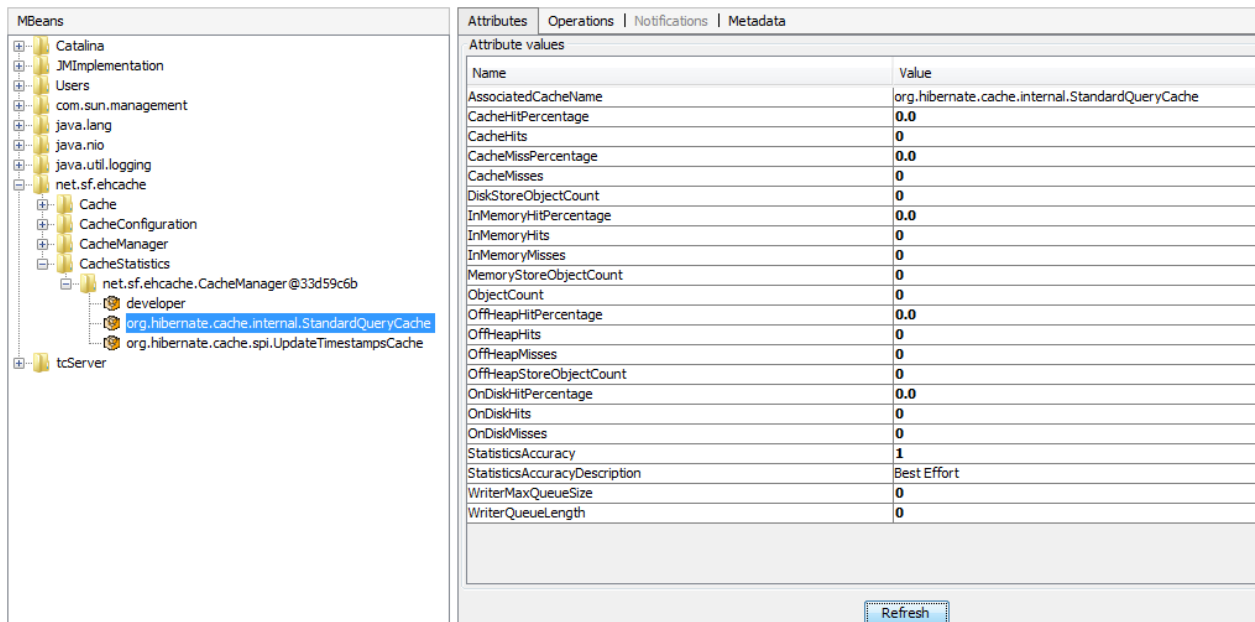 MBeans
Catalina
JMImplementation
Users
com.sun.management
java.lang
java.nio
java.util.logging
net.sf.ehcache
Cache
CacheConfiguration
CacheManager
CacheStatistics
net.sf.ehcache.CacheManager@33d59c6b
developer
org.hibernate.cache.internal.StandardQueryCache
org.hibernate.cache.spi.UpdateTimestampsCache
tcServer
Attributes Operations | Notifications | Metadata
Attribute values
Name Value
AssociatedCacheName org.hibernate.cache.internal.StandardQueryCache
CacheHitPercentage 0.0
CacheHits 0
CacheMissPercentage 0.0
CacheMisses 0
DiskStoreObjectCount 0
InMemoryHitPercentage 0.0
InMemoryHits 0
InMemoryMisses 0
MemoryStoreObjectCount 0
ObjectCount 0
OffHeapHitPercentage 0.0
OffHeapHits 0
OffHeapMisses 0
OffHeapStoreObjectCount 0
OnDiskHitPercentage 0.0
OnDiskHits 0
OnDiskMisses 0
StatisticsAccuracy 1
StatisticsAccuracyDescription Best Effort
WriterMaxQueueSize 0
WriterQueueLength 0
Refresh